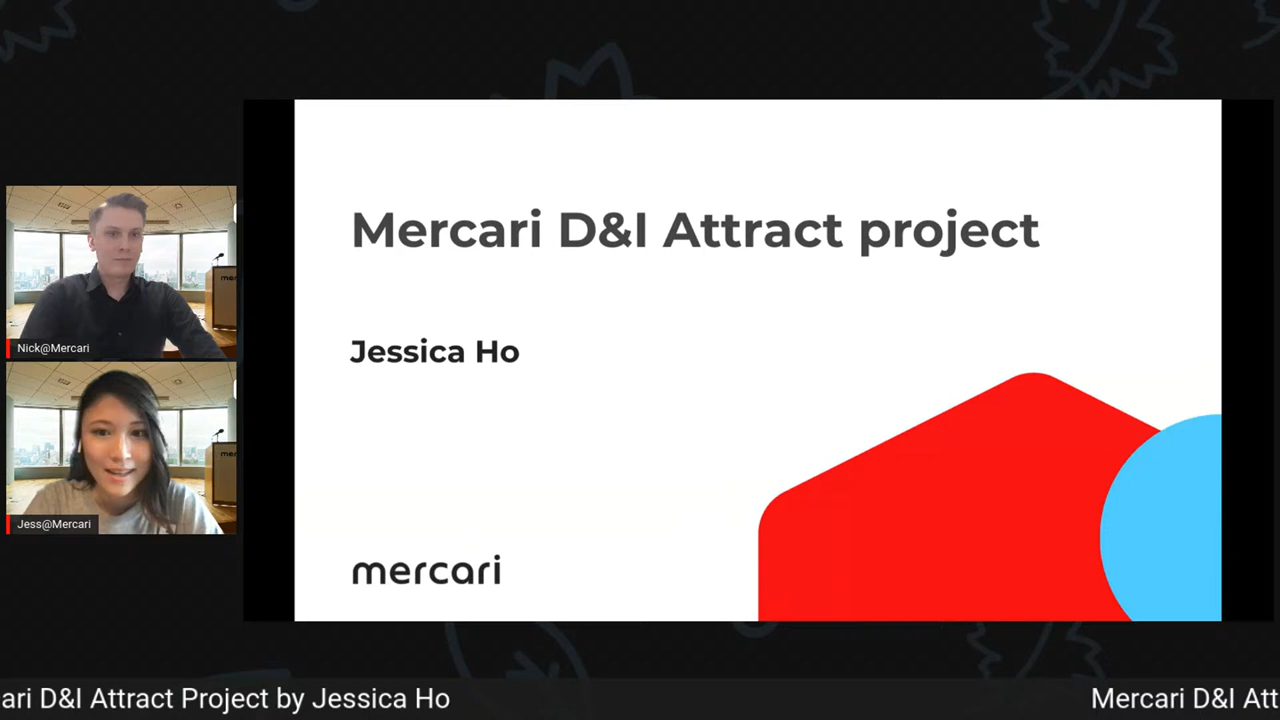 Mercari D&I Attract project
Jessica Ho
mercari
Nick@Mercari
Jess@Mercari
ari D&I Attract Project by Jessica Ho
Mercari D&I Att